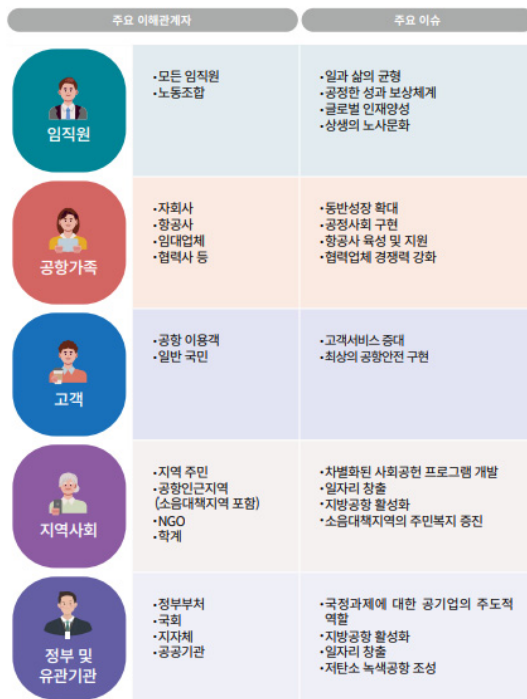 주요 이해관계자
주요 이슈
임직원
•모든 임직원
•노동조합
•일과 삶의 균형
•공정한 성과 보상체계
•글로벌 인재양성
•상생의 노사문화
공항가족
•자회사
•항공사
•임대업체
•협력사 등
•동반성장 확대
•공정사회 구현
•항공사 육성 및 지원
•협력업체 경쟁력 강화
고객
•공항 이용객
•일반 국민
•고객서비스 증대
•최상의 공항안전 구현
지역사회
•지역 주민
•공항인근지역
(소음대책지역 포함)
•NGO
•학계
•차별화된 사회공헌 프로그램 개발
•일자리 창출
•지방공항 활성화
•소음대책지역의 주민복지 증진
정부 및
유관기관
•정부부처
•국회
•지자체
•공공기관
•국정과제에 대한 공기업의 주도적
역할
•지방공항 활성화
•일자리 창출
•저탄소 녹색공항 조성